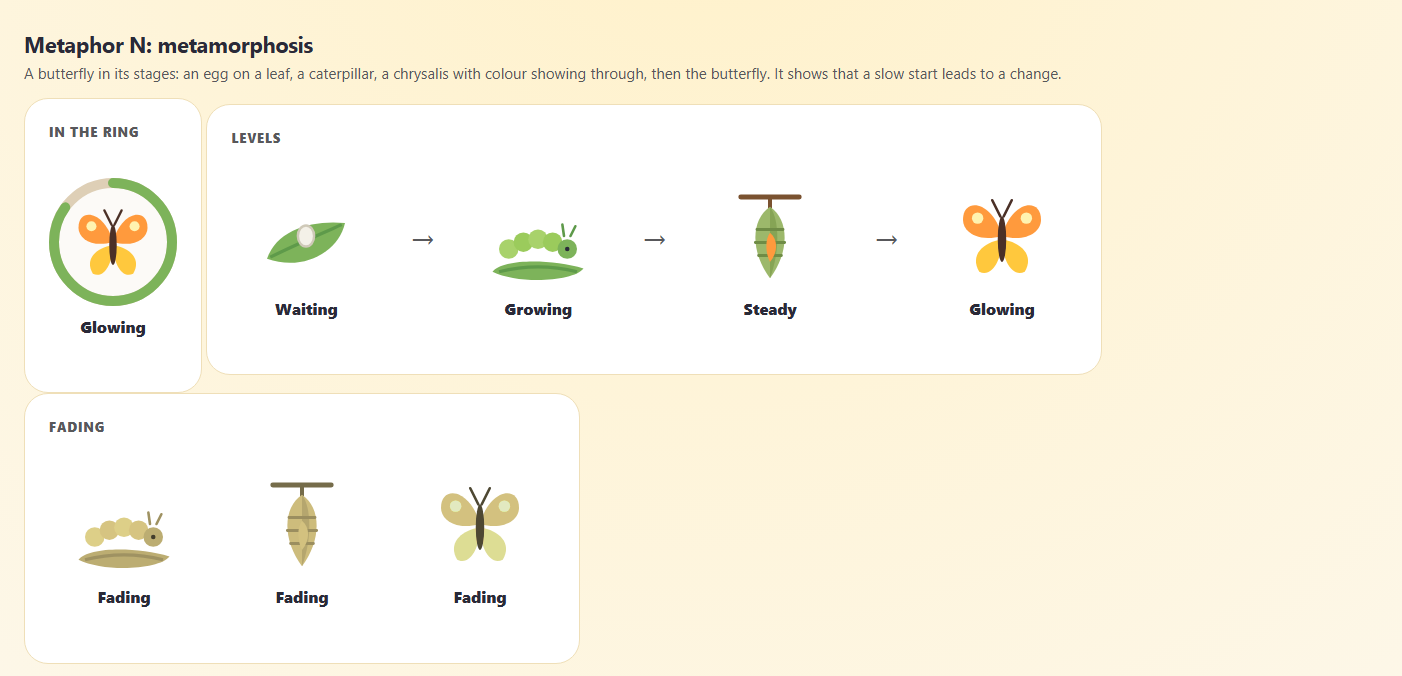 Metaphor N: metamorphosis
A butterfly in its stages: an egg on a leaf, a caterpillar, a chrysalis with colour showing through, then the butterfly. It shows that a slow start leads to a change.
IN THE RING
Glowing
LEVELS
Waiting → Growing → Steady → Glowing
FADING
Fading Fading Fading